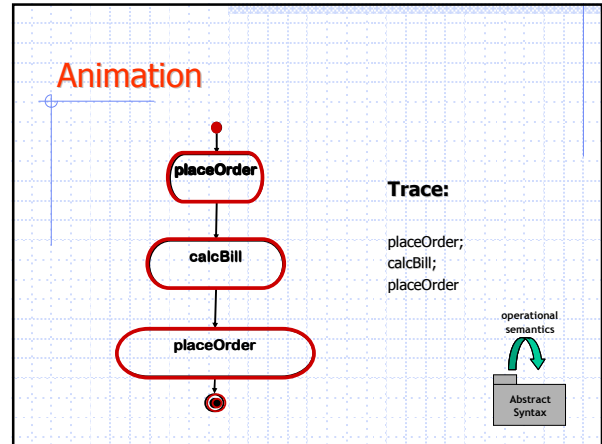 Animation
placeOrder
calcBill
placeOrder
Trace:
placeOrder;
calcBill;
placeOrder
operational
semantics
Abstract
Syntax